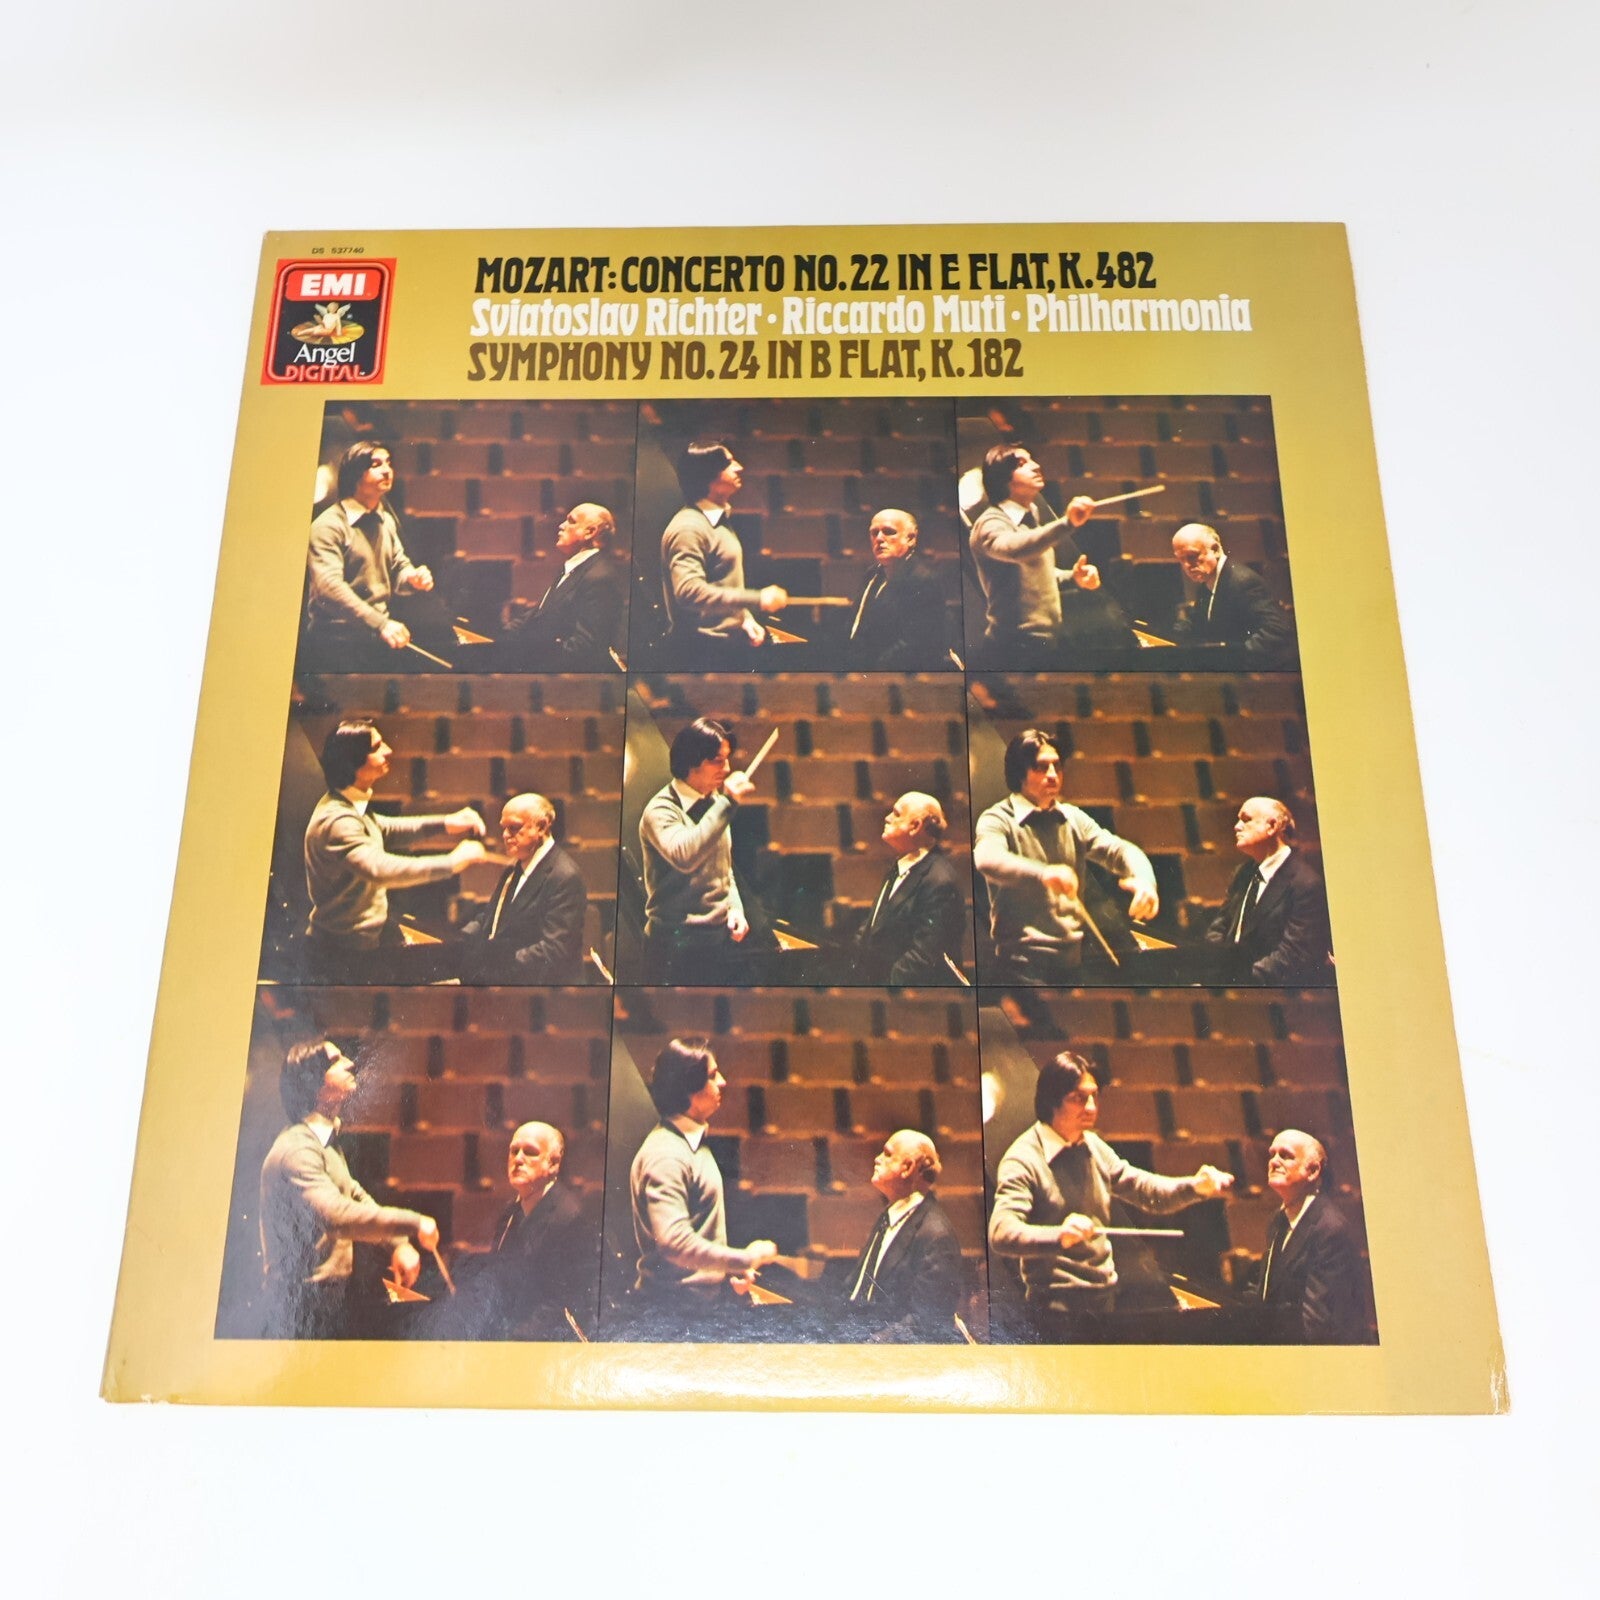 DS 537740
EMI
Angel
DIGITAL
MOZART: CONCERTO NO. 22 IN E FLAT, K. 482
Sviatoslav Richter · Riccardo Muti · Philharmonia
SYMPHONY NO. 24 IN B FLAT, K. 182